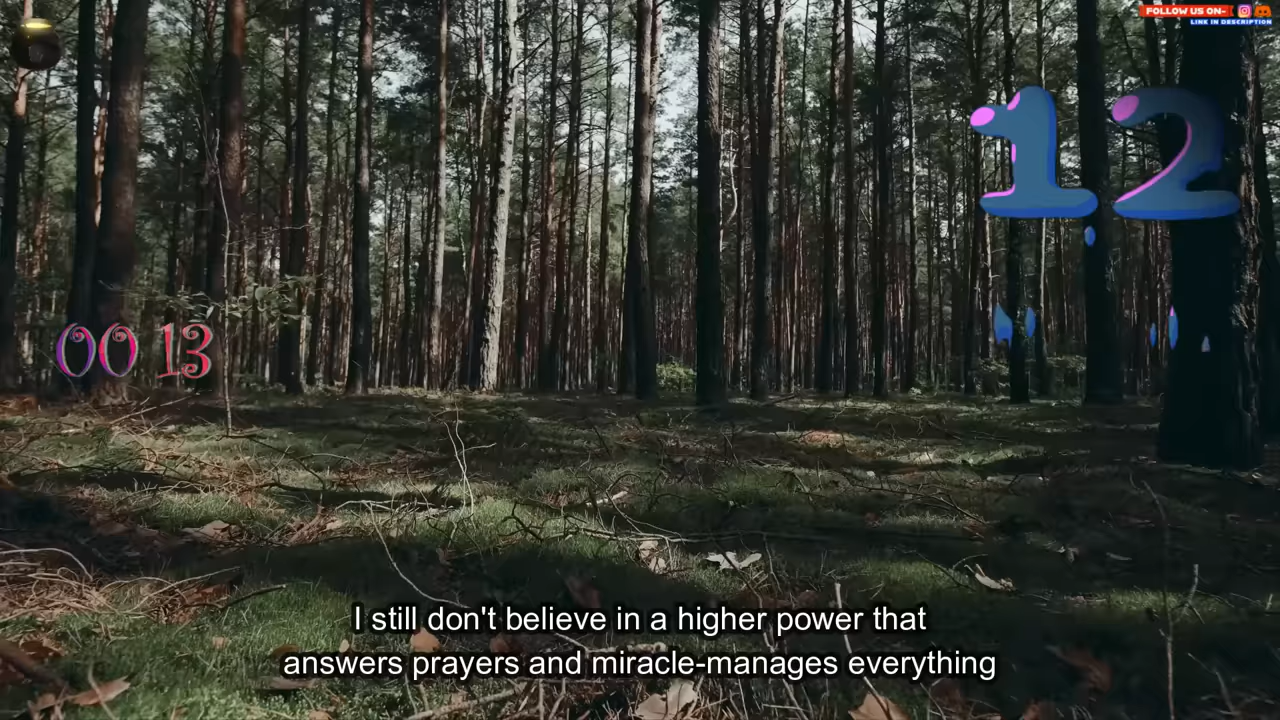 FOLLOW US ON-
LINK IN DESCRIPTION
12
00 13
I still don't believe in a higher power that
answers prayers and miracle-manages everything